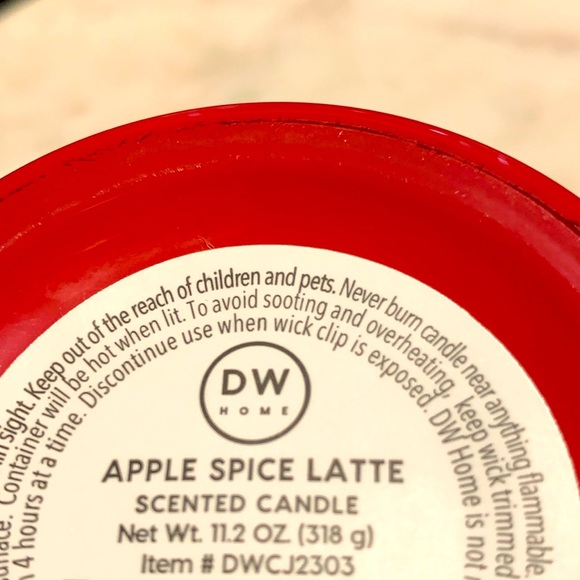 in sight. Keep out of the reach of children and pets. Never burn candle near anything flammable.
Container will be hot when lit. To avoid sooting and overheating, keep wick trimmed
4 hours at a time. Discontinue use when wick clip is exposed. DW Home is not
DW
HOME
APPLE SPICE LATTE
SCENTED CANDLE
Net Wt. 11.2 OZ. (318 g)
Item # DWCJ2303